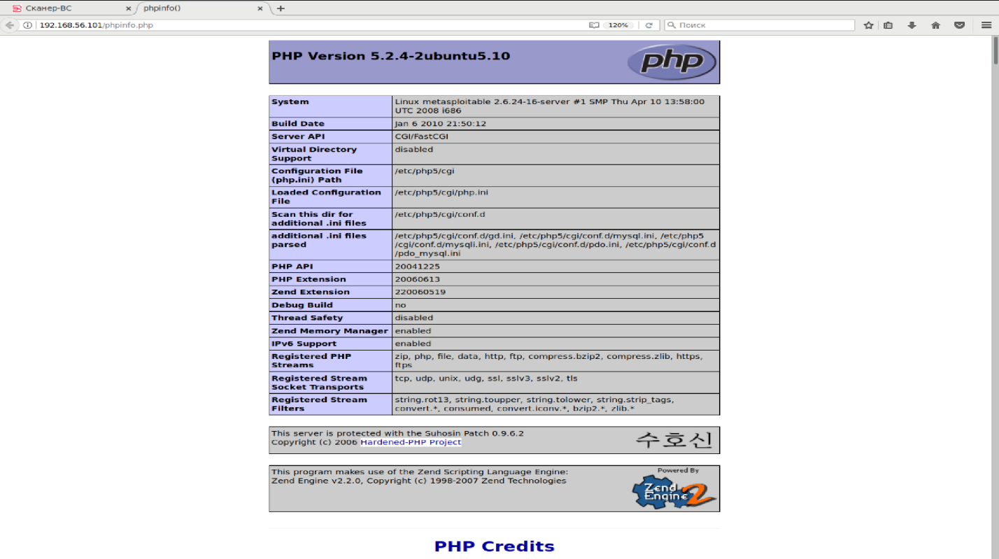 Сканер-ВС
phpinfo()
192.168.56.101/phpinfo.php
120%
Поиск
PHP Version 5.2.4-2ubuntu5.10
php
System
Linux metasploitable 2.6.24-16-server #1 SMP Thu Apr 10 13:58:00
UTC 2008 i686
Build Date
Jan 6 2010 21:50:12
Server API
CGI/FastCGI
Virtual Directory
Support
disabled
Configuration File
(php.ini) Path
/etc/php5/cgi
Loaded Configuration
File
/etc/php5/cgi/php.ini
Scan this dir for
additional .ini files
/etc/php5/cgi/conf.d
additional .ini files
parsed
/etc/php5/cgi/conf.d/gd.ini, /etc/php5/cgi/conf.d/mysql.ini, /etc/php5
/cgi/conf.d/mysqli.ini, /etc/php5/cgi/conf.d/pdo.ini, /etc/php5/cgi/conf.d
/pdo_mysql.ini
PHP API
20041225
PHP Extension
20060613
Zend Extension
220060519
Debug Build
no
Thread Safety
disabled
Zend Memory Manager
enabled
IPv6 Support
enabled
Registered PHP
Streams
zip, php, file, data, http, ftp, compress.bzip2, compress.zlib, https,
ftps
Registered Stream
Socket Transports
tcp, udp, unix, udg, ssl, sslv3, sslv2, tls
Registered Stream
Filters
string.rot13, string.toupper, string.tolower, string.strip_tags,
convert.*, consumed, convert.iconv.*, bzip2.*, zlib.*
This server is protected with the Suhosin Patch 0.9.6.2
Copyright (c) 2006 Hardened-PHP Project
수호신
This program makes use of the Zend Scripting Language Engine:
Zend Engine v2.2.0, Copyright (c) 1998-2007 Zend Technologies
Powered By
Zend
Engine 2
PHP Credits